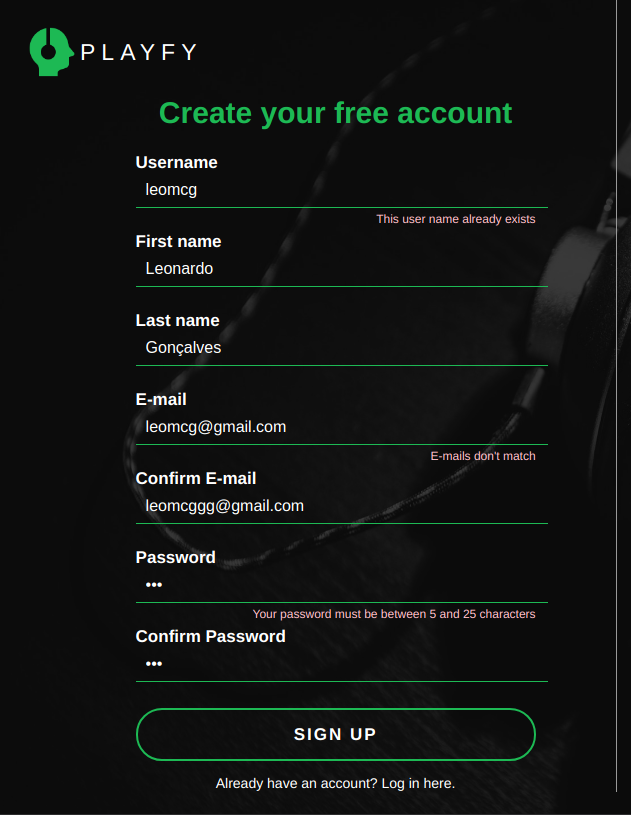 PLAYFY
Create your free account
Username
leomcg
This user name already exists
First name
Leonardo
Last name
Gonçalves
E-mail
leomcg@gmail.com
E-mails don't match
Confirm E-mail
leomcggg@gmail.com
Password
•••
Your password must be between 5 and 25 characters
Confirm Password
•••
SIGN UP
Already have an account? Log in here.